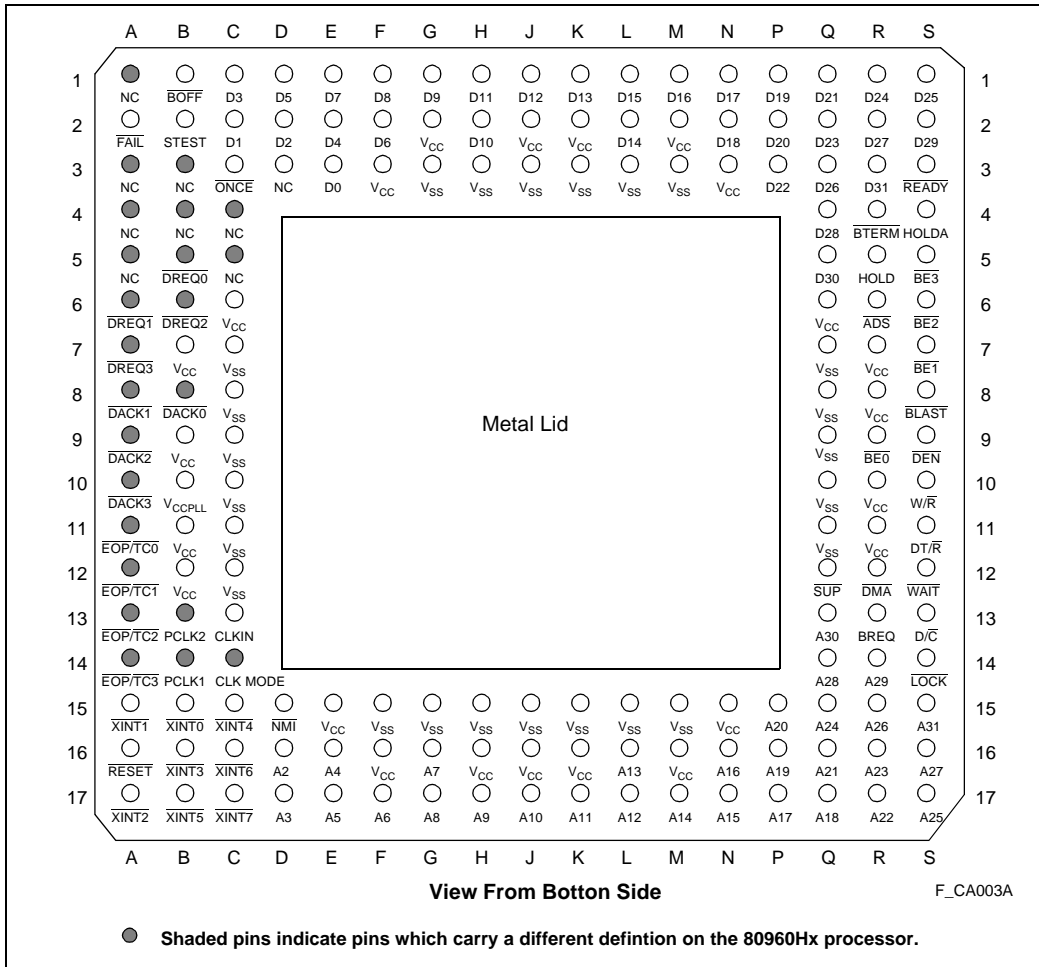 A B C D E F G H J K L M N P Q R S
1 1
NC BOFF D3 D5 D7 D8 D9 D11 D12 D13 D15 D16 D17 D19 D21 D24 D25
2 2
FAIL STEST D1 D2 D4 D6 VCC D10 VCC VCC D14 VCC D18 D20 D23 D27 D29
3 3
NC NC ONCE NC D0 VCC VSS VSS VSS VSS VSS VSS VCC D22 D26 D31 READY
4 4
NC NC NC D28 BTERM HOLDA
5 5
NC DREQ0 NC D30 HOLD BE3
6 6
DREQ1 DREQ2 VCC VCC ADS BE2
7 7
DREQ3 VCC VSS VSS VCC BE1
8 8
DACK1 DACK0 VSS VSS VCC BLAST
Metal Lid
9 9
DACK2 VCC VSS VSS BE0 DEN
10 10
DACK3 VCCPLL VSS VSS VCC W/R
11 11
EOP/TC0 VCC VSS VSS VCC DT/R
12 12
EOP/TC1 VCC VSS SUP DMA WAIT
13 13
EOP/TC2 PCLK2 CLKIN A30 BREQ D/C
14 14
EOP/TC3 PCLK1 CLK MODE A28 A29 LOCK
15 15
XINT1 XINT0 XINT4 NMI VCC VSS VSS VSS VSS VSS VSS VSS VCC A20 A24 A26 A31
16 16
RESET XINT3 XINT6 A2 A4 VCC A7 VCC VCC VCC A13 VCC A16 A19 A21 A23 A27
17 17
XINT2 XINT5 XINT7 A3 A5 A6 A8 A9 A10 A11 A12 A14 A15 A17 A18 A22 A25
A B C D E F G H J K L M N P Q R S
View From Botton Side
F_CA003A
Shaded pins indicate pins which carry a different defintion on the 80960Hx processor.